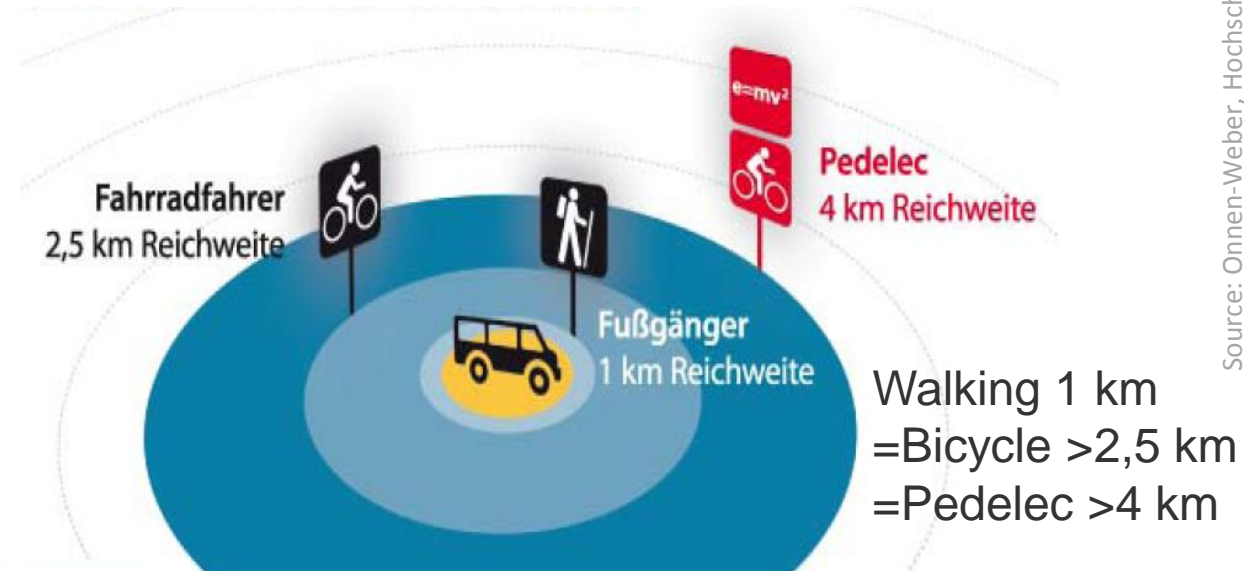 Fahrradfahrer
2,5 km Reichweite
e=mv²
Pedelec
4 km Reichweite
Fußgänger
1 km Reichweite
Walking 1 km
=Bicycle >2,5 km
=Pedelec >4 km
Source: Onnen-Weber,